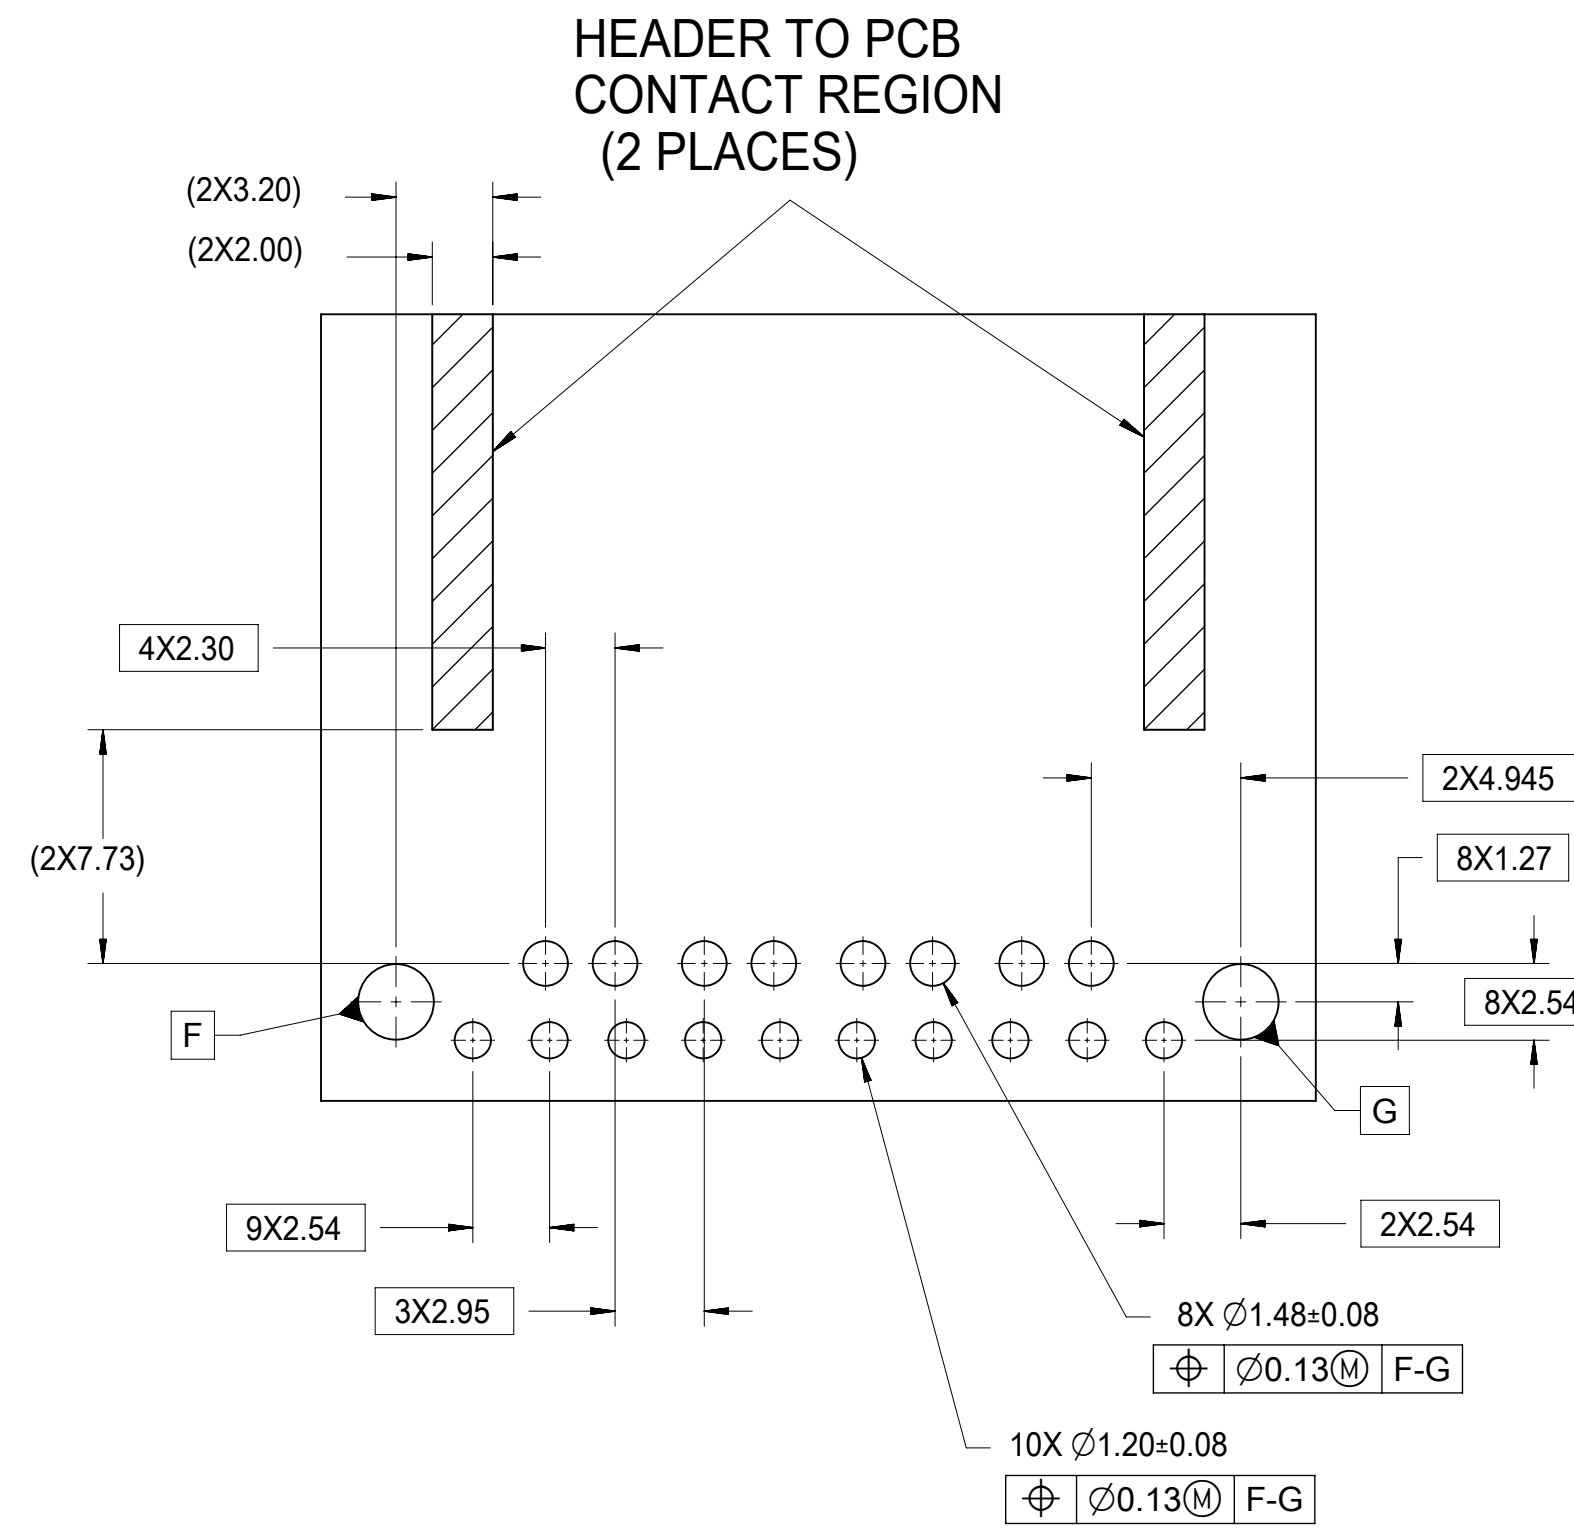 HEADER TO PCB
CONTACT REGION
(2 PLACES)
(2X3.20)
(2X2.00)
4X2.30
2X4.945
(2X7.73)
8X1.27
8X2.54
F
G
9X2.54
2X2.54
3X2.95
8X ∅1.48±0.08
⌖ ∅0.13Ⓜ F-G
10X ∅1.20±0.08
⌖ ∅0.13Ⓜ F-G